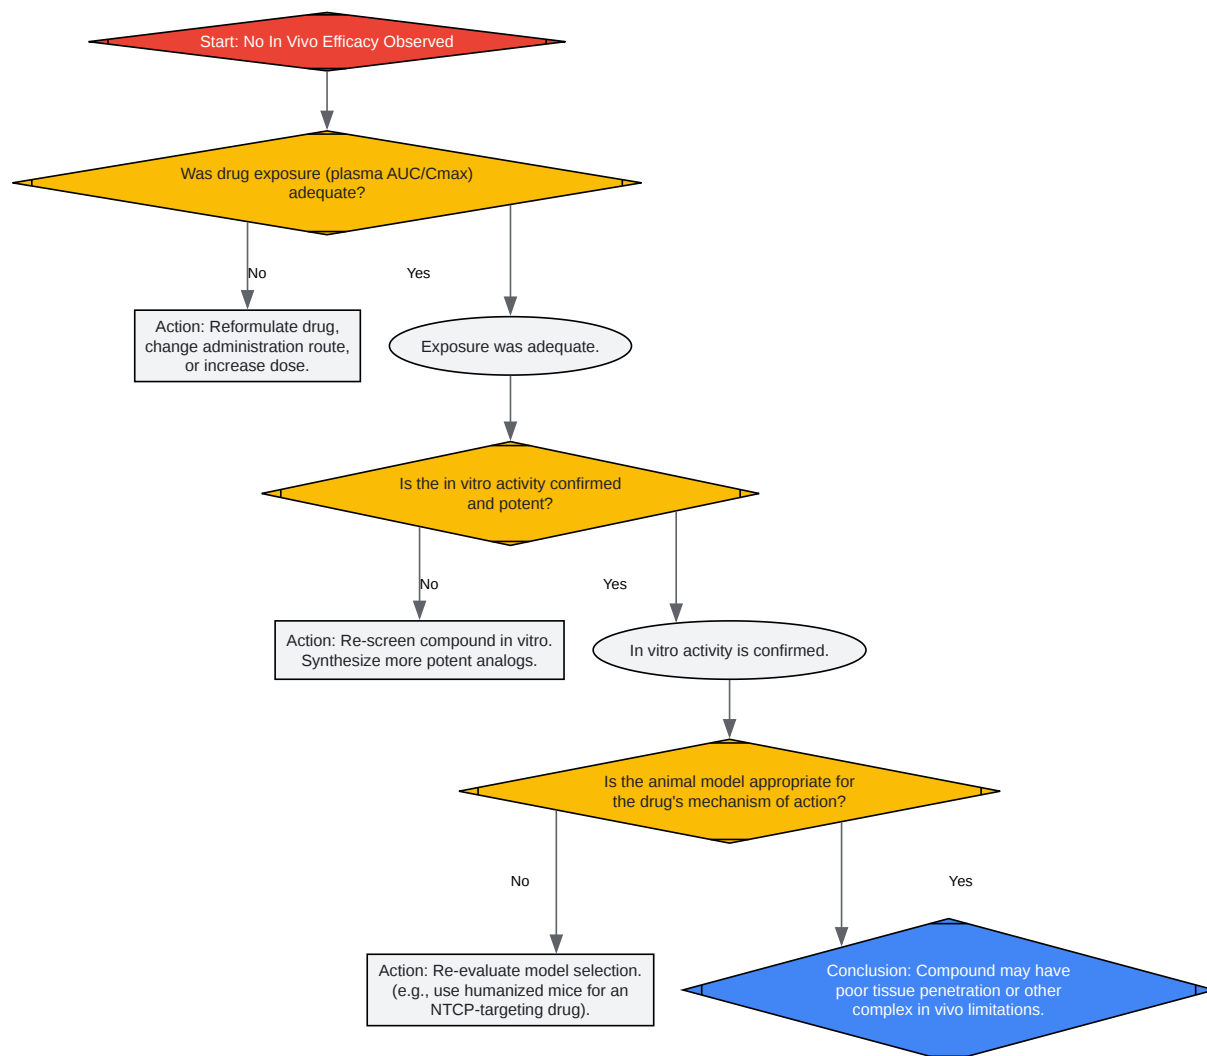 Start: No In Vivo Efficacy Observed
Was drug exposure (plasma AUC/Cmax)
adequate?
No
Yes
Action: Reformulate drug,
change administration route,
or increase dose.
Exposure was adequate.
Is the in vitro activity confirmed
and potent?
No
Yes
Action: Re-screen compound in vitro.
Synthesize more potent analogs.
In vitro activity is confirmed.
Is the animal model appropriate for
the drug's mechanism of action?
No
Yes
Action: Re-evaluate model selection.
(e.g., use humanized mice for an
NTCP-targeting drug).
Conclusion: Compound may have
poor tissue penetration or other
complex in vivo limitations.